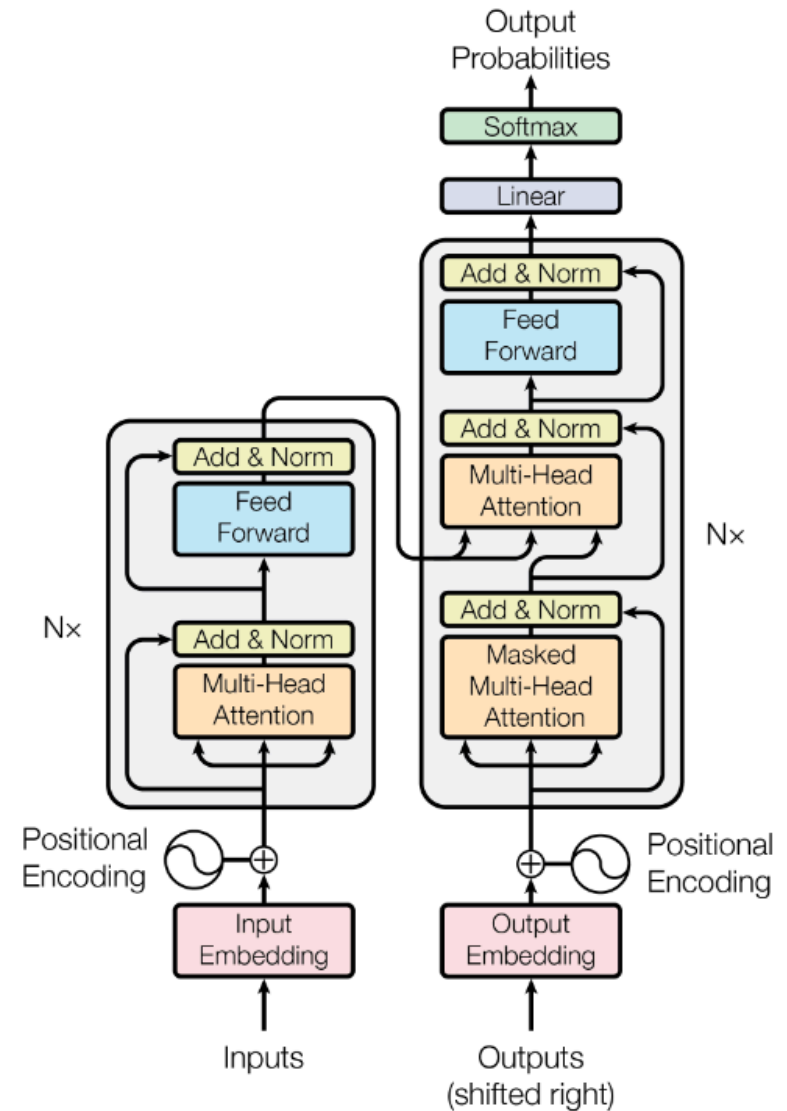 Output
Probabilities
Softmax
Linear
Add & Norm
Feed
Forward
Add & Norm
Multi-Head
Attention
Add & Norm
Masked
Multi-Head
Attention
Nx
Add & Norm
Feed
Forward
Add & Norm
Multi-Head
Attention
Nx
Positional
Encoding
Positional
Encoding
Input
Embedding
Output
Embedding
Inputs
Outputs
(shifted right)